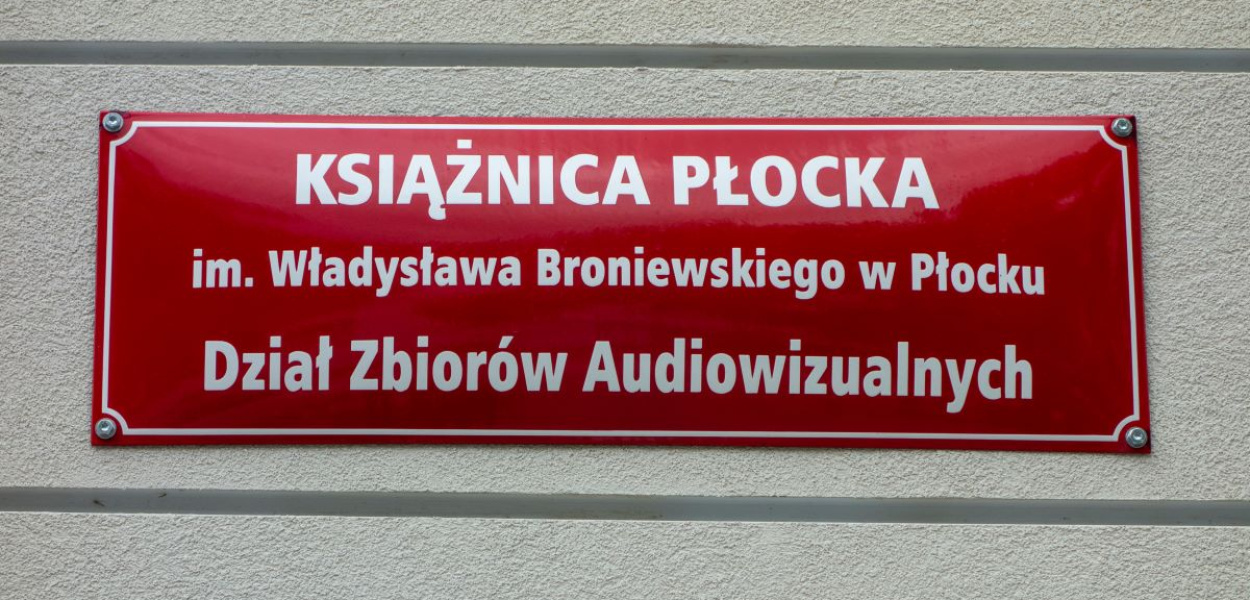 KSIĄŻNICA PŁOCKA
im. Władysława Broniewskiego w Płocku
Dział Zbiorów Audiowizualnych